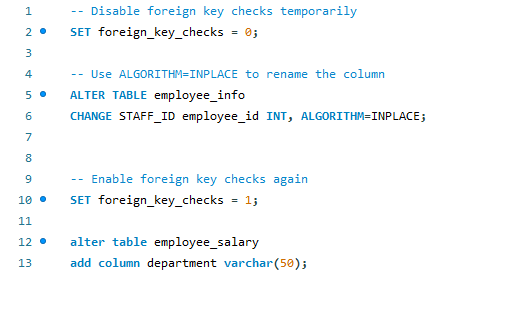 1 -- Disable foreign key checks temporarily
2 SET foreign_key_checks = 0;
3
4 -- Use ALGORITHM=INPLACE to rename the column
5 ALTER TABLE employee_info
6 CHANGE STAFF_ID employee_id INT, ALGORITHM=INPLACE;
7
8
9 -- Enable foreign key checks again
10 SET foreign_key_checks = 1;
11
12 alter table employee_salary
13 add column department varchar(50);